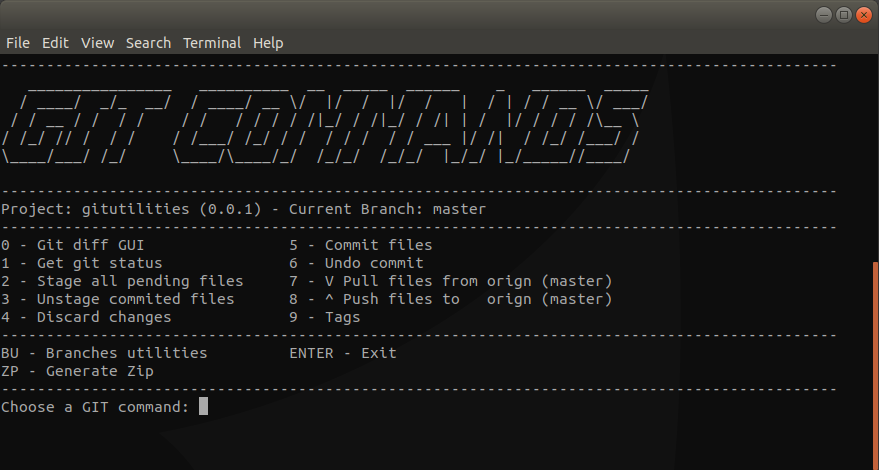 File Edit View Search Terminal Help
GIT COMMANDS
Project: gitutilities (0.0.1) - Current Branch: master
0 - Git diff GUI 5 - Commit files
1 - Get git status 6 - Undo commit
2 - Stage all pending files 7 - V Pull files from orign (master)
3 - Unstage commited files 8 - ^ Push files to orign (master)
4 - Discard changes 9 - Tags
BU - Branches utilities ENTER - Exit
ZP - Generate Zip
Choose a GIT command: